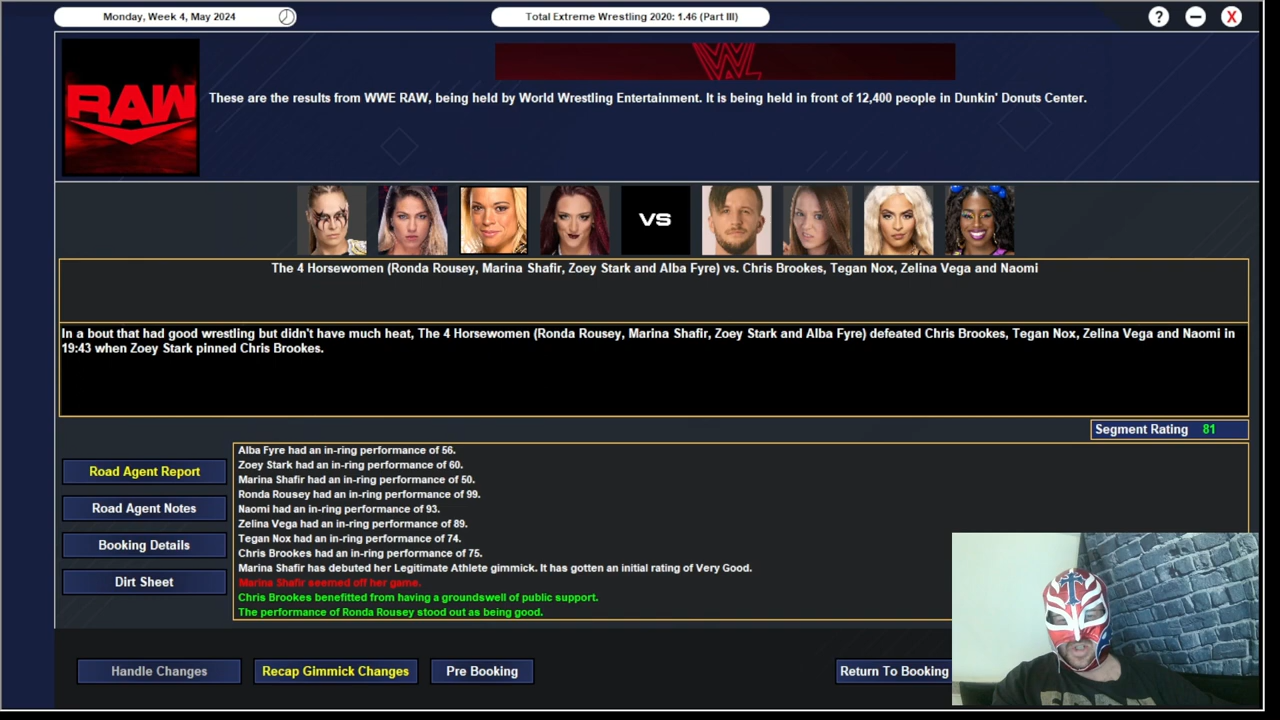 Monday, Week 4, May 2024
Total Extreme Wrestling 2020: 1.46 (Part III)
?
X
RAW
W
These are the results from WWE RAW, being held by World Wrestling Entertainment. It is being held in front of 12,400 people in Dunkin' Donuts Center.
VS
The 4 Horsewomen (Ronda Rousey, Marina Shafir, Zoey Stark and Alba Fyre) vs. Chris Brookes, Tegan Nox, Zelina Vega and Naomi
In a bout that had good wrestling but didn't have much heat, The 4 Horsewomen (Ronda Rousey, Marina Shafir, Zoey Stark and Alba Fyre) defeated Chris Brookes, Tegan Nox, Zelina Vega and Naomi in
19:43 when Zoey Stark pinned Chris Brookes.
Segment Rating 81
Road Agent Report
Road Agent Notes
Booking Details
Dirt Sheet
Alba Fyre had an in-ring performance of 56.
Zoey Stark had an in-ring performance of 60.
Marina Shafir had an in-ring performance of 50.
Ronda Rousey had an in-ring performance of 99.
Naomi had an in-ring performance of 93.
Zelina Vega had an in-ring performance of 89.
Tegan Nox had an in-ring performance of 74.
Chris Brookes had an in-ring performance of 75.
Marina Shafir has debuted her Legitimate Athlete gimmick. It has gotten an initial rating of Very Good.
Marina Shafir seemed off her game.
Chris Brookes benefitted from having a groundswell of public support.
The performance of Ronda Rousey stood out as being good.
Handle Changes
Recap Gimmick Changes
Pre Booking
Return To Booking